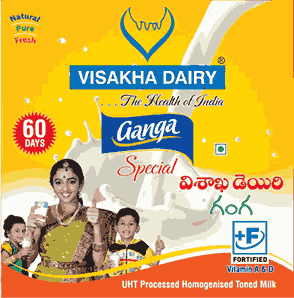 Natural
Pure
Fresh
VISAKHA DAIRY®
...The Health of India
60
DAYS
Ganga
Special
విశాఖ డెయిరి
గంగ
+F
FORTIFIED
Vitamin A & D
UHT Processed Homogenised Toned Milk